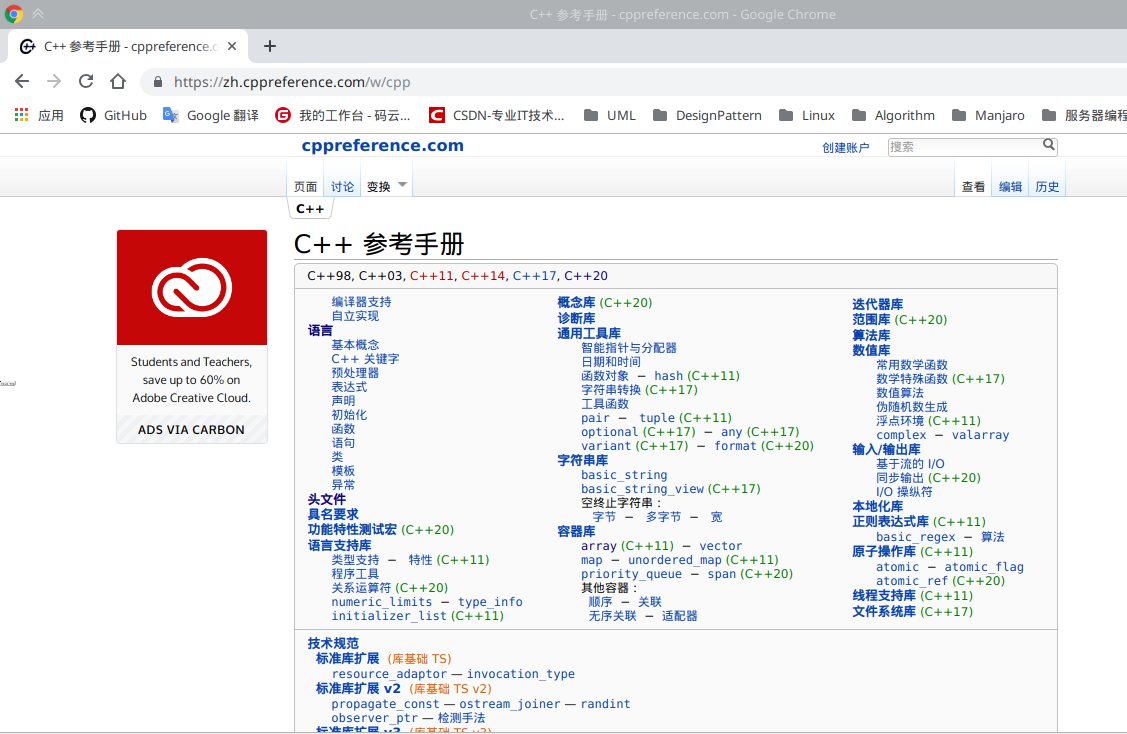 C++ 参考手册 - cppreference.com - Google Chrome
C++ 参考手册 - cppreference.c
https://zh.cppreference.com/w/cpp
应用 GitHub Google 翻译 我的工作台 - 码云... CSDN-专业IT技术... UML DesignPattern Linux Algorithm Manjaro 服务器编程
cppreference.com
创建账户 搜索
页面 讨论 变换 查看 编辑 历史
C++
C++ 参考手册
C++98, C++03, C++11, C++14, C++17, C++20
编译器支持
自立实现
语言
基本概念
C++ 关键字
预处理器
表达式
声明
初始化
函数
语句
类
模板
异常
头文件
具名要求
功能特性测试宏 (C++20)
语言支持库
类型支持 − 特性 (C++11)
程序工具
关系运算符 (C++20)
numeric_limits − type_info
initializer_list (C++11)
概念库 (C++20)
诊断库
通用工具库
智能指针与分配器
日期和时间
函数对象 − hash (C++11)
字符串转换 (C++17)
工具函数
pair − tuple (C++11)
optional (C++17) − any (C++17)
variant (C++17) − format (C++20)
字符串库
basic_string
basic_string_view (C++17)
空终止字符串：
字节 − 多字节 − 宽
容器库
array (C++11) − vector
map − unordered_map (C++11)
priority_queue − span (C++20)
其他容器：
顺序 − 关联
无序关联 − 适配器
迭代器库
范围库 (C++20)
算法库
数值库
常用数学函数
数学特殊函数 (C++17)
数值算法
伪随机数生成
浮点环境 (C++11)
complex − valarray
输入/输出库
基于流的 I/O
同步输出 (C++20)
I/O 操纵符
本地化库
正则表达式库 (C++11)
basic_regex − 算法
原子操作库 (C++11)
atomic − atomic_flag
atomic_ref (C++20)
线程支持库 (C++11)
文件系统库 (C++17)
技术规范
标准库扩展 (库基础 TS)
resource_adaptor — invocation_type
标准库扩展 v2 (库基础 TS v2)
propagate_const — ostream_joiner — randint
observer_ptr — 检测手法
标准库扩展 v3 (库基础 TS v3)
Students and Teachers,
save up to 60% on
Adobe Creative Cloud.
ADS VIA CARBON